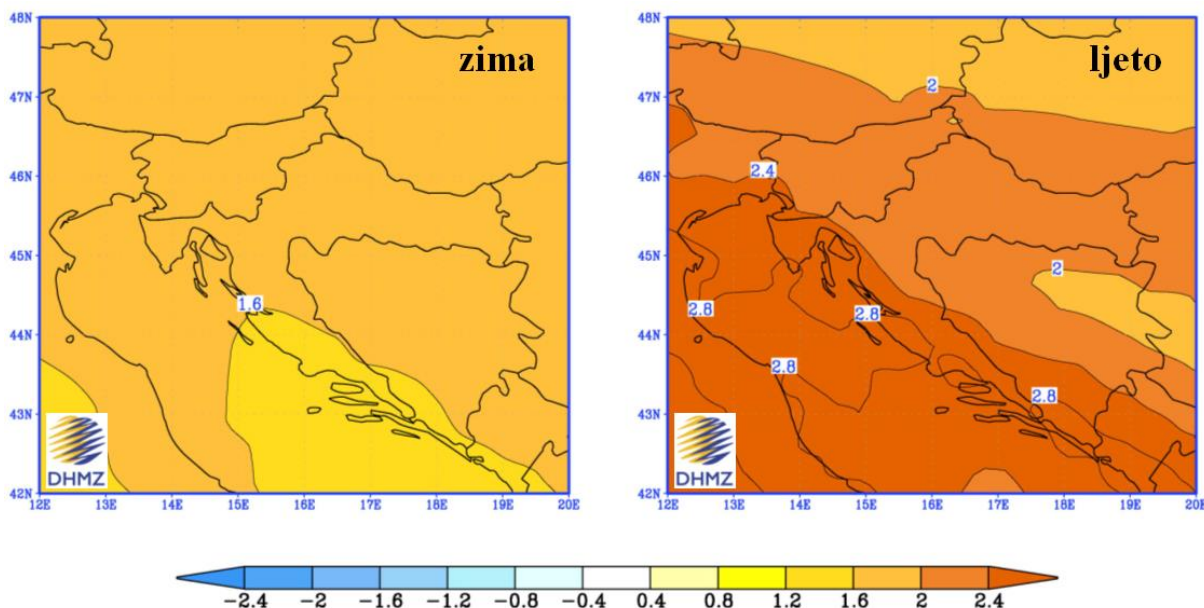 48N
zima
47N
46N
45N
1.6
44N
43N
DHMZ
42N
12E 13E 14E 15E 16E 17E 18E 19E 20E
48N
ljeto
2
47N
46N
2.4
45N
2
2.8
2.8
44N
43N
2.8
DHMZ
42N
12E 13E 14E 15E 16E 17E 18E 19E 20E
-2.4 -2 -1.6 -1.2 -0.8 -0.4 0.4 0.8 1.2 1.6 2 2.4